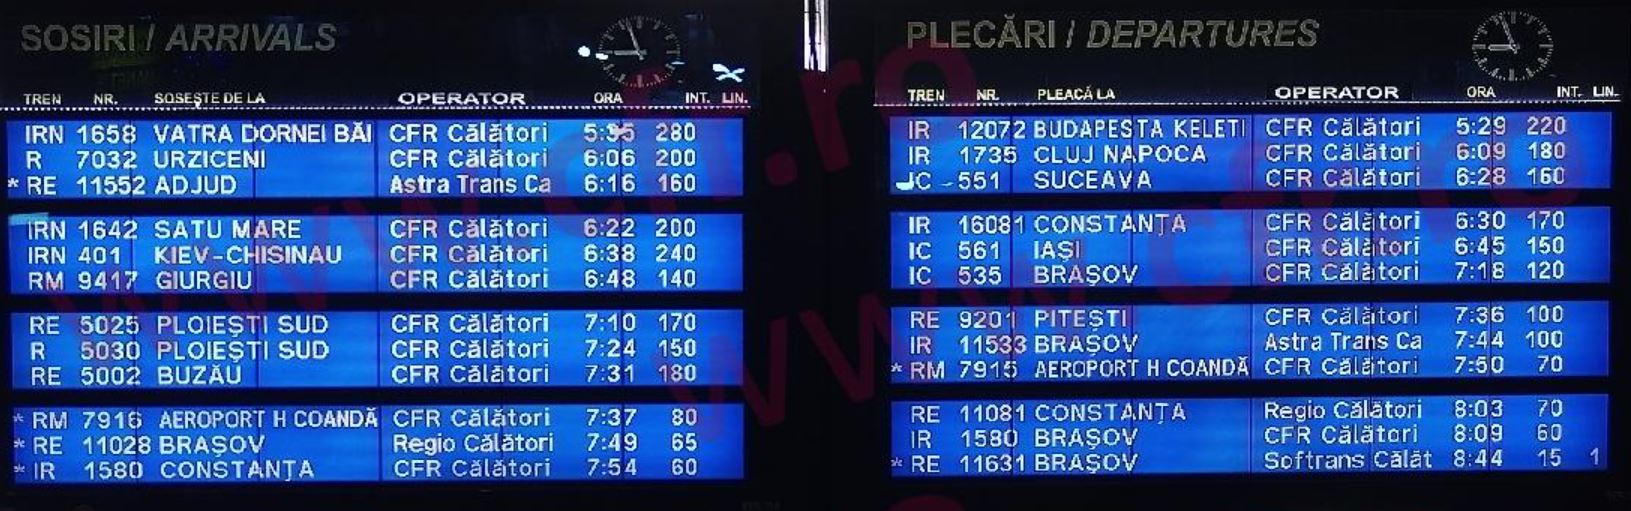 SOSIRI / ARRIVALS
TREN NR. SOSEȘTE DE LA OPERATOR ORA INT. LIN.
IRN 1658 VATRA DORNEI BĂI CFR Călători 5:35 280
R 7032 URZICENI CFR Călători 6:06 200
* RE 11552 ADJUD Astra Trans Ca 6:16 160
IRN 1642 SATU MARE CFR Călători 6:22 200
IRN 401 KIEV-CHISINAU CFR Călători 6:38 240
RM 9417 GIURGIU CFR Călători 6:48 140
RE 5025 PLOIEȘTI SUD CFR Călători 7:10 170
R 5030 PLOIEȘTI SUD CFR Călători 7:24 150
RE 5002 BUZĂU CFR Călători 7:31 180
* RM 7916 AEROPORT H COANDĂ CFR Călători 7:37 80
* RE 11028 BRAȘOV Regio Călători 7:49 65
* IR 1580 CONSTANȚA CFR Călători 7:54 60
PLECĂRI / DEPARTURES
TREN NR. PLEACĂ LA OPERATOR ORA INT. LIN.
IR 12072 BUDAPESTA KELETI CFR Călători 5:29 220
IR 1735 CLUJ NAPOCA CFR Călători 6:09 180
IC 551 SUCEAVA CFR Călători 6:28 160
IR 16081 CONSTANȚA CFR Călători 6:30 170
IC 561 IAȘI CFR Călători 6:45 150
IC 535 BRAȘOV CFR Călători 7:18 120
RE 9201 PITEȘTI CFR Călători 7:36 100
IR 11533 BRAȘOV Astra Trans Ca 7:44 100
* RM 7915 AEROPORT H COANDĂ CFR Călători 7:50 70
RE 11081 CONSTANȚA Regio Călători 8:03 70
IR 1580 BRAȘOV CFR Călători 8:09 60
* RE 11631 BRAȘOV Softrans Călăt 8:44 15 1